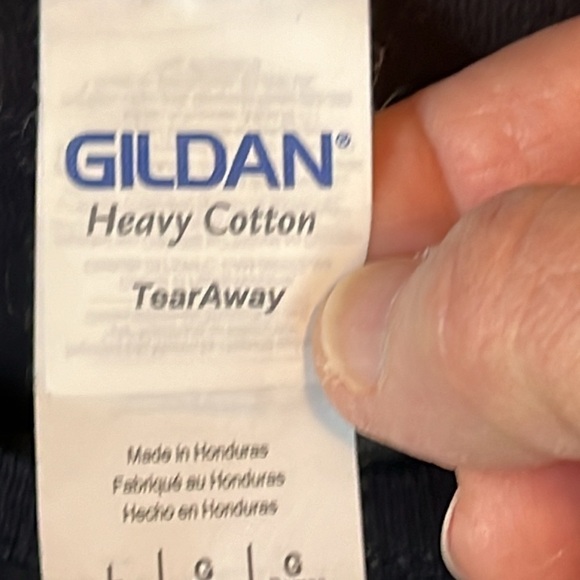 GILDAN®
Heavy Cotton
TearAway
Made in Honduras
Fabriqué au Honduras
Hecho en Honduras